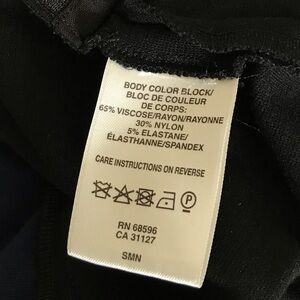 BODY COLOR BLOCK/
BLOC DE COULEUR
DE CORPS:
65% VISCOSE/RAYON/RAYONNE
30% NYLON
5% ELASTANE/
ÉLASTHANNE/SPANDEX
CARE INSTRUCTIONS ON REVERSE
P
RN 68596
CA 31127
SMN